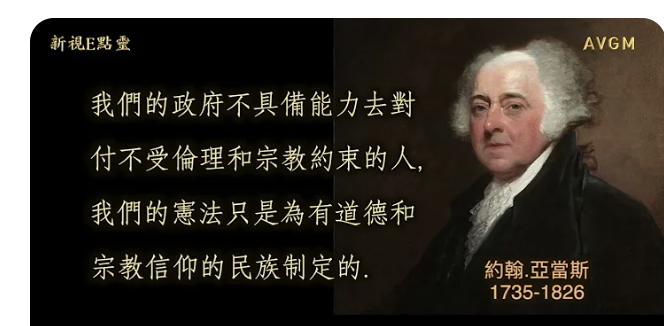 新視E點靈
AVGM
我們的政府不具備能力去對
付不受倫理和宗教約束的人,
我們的憲法只是為有道德和
宗教信仰的民族制定的.
約翰.亞當斯
1735-1826